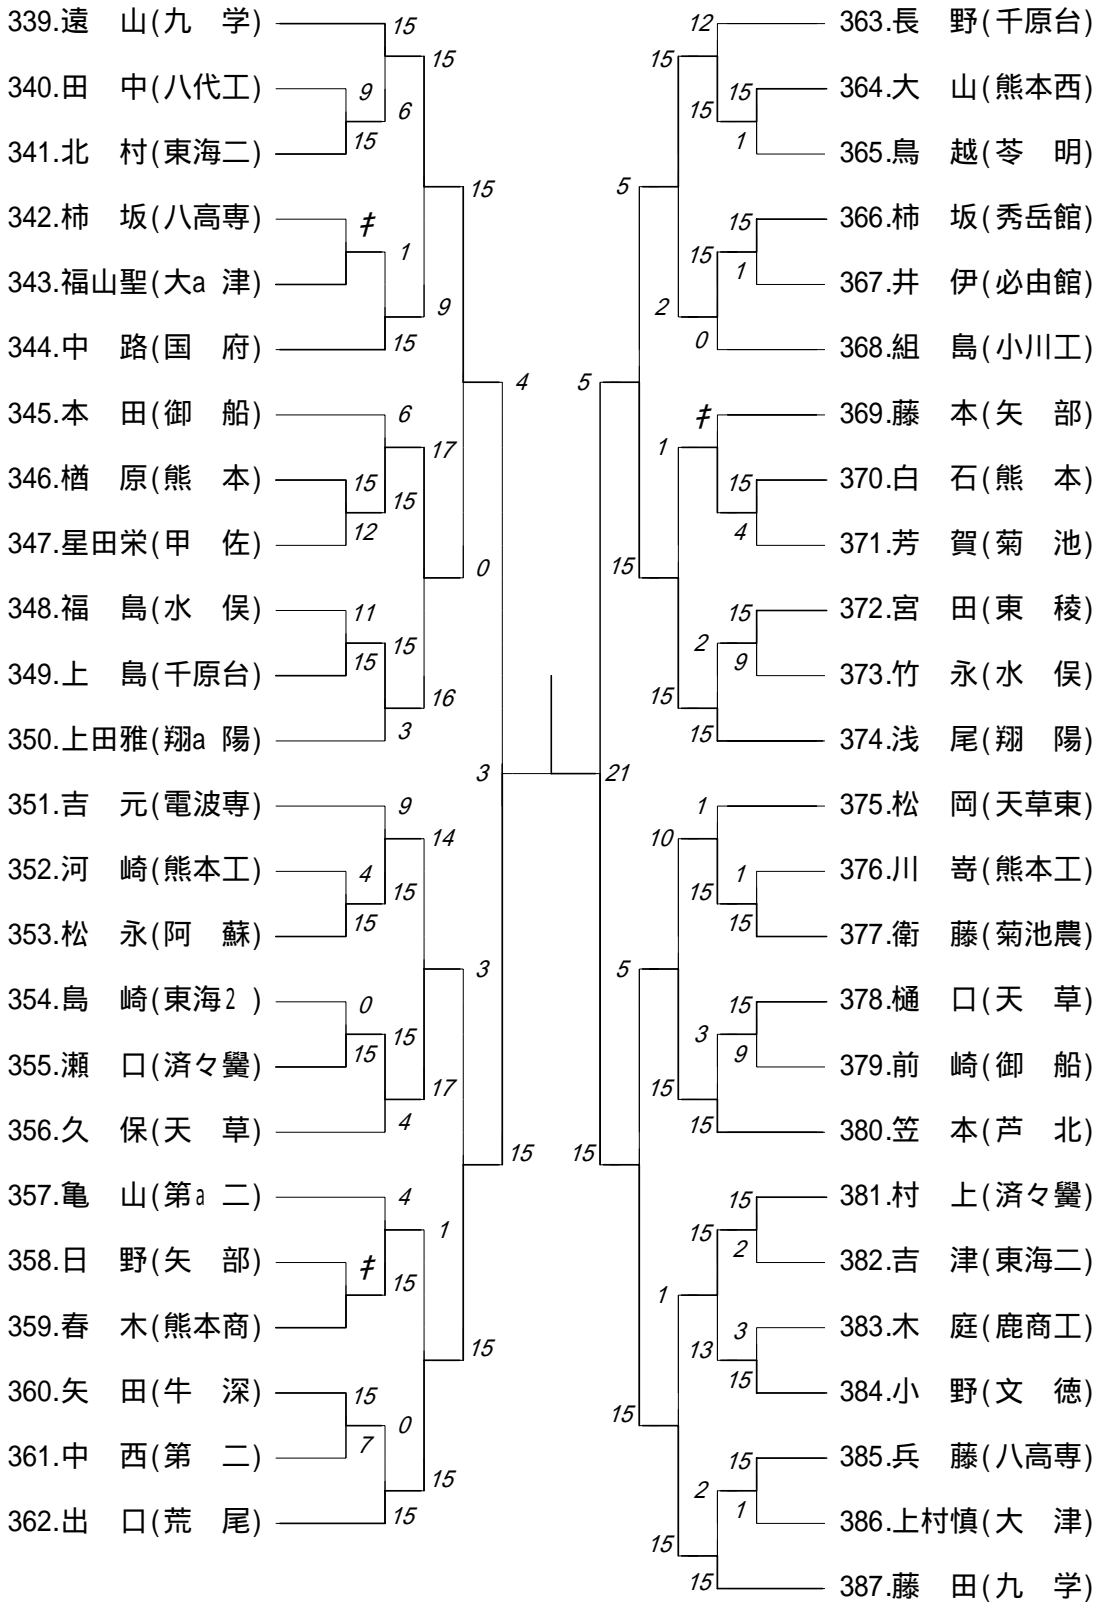 339.遠　山(九　学)
340.田　中(八代工)
341.北　村(東海二)
342.柿　坂(八高専)
343.福山聖(大a 津)
344.中　路(国　府)
345.本　田(御　船)
346.楢　原(熊　本)
347.星田栄(甲　佐)
348.福　島(水　俣)
349.上　島(千原台)
350.上田雅(翔a 陽)
351.吉　元(電波専)
352.河　崎(熊本工)
353.松　永(阿　蘇)
354.島　崎(東海2 )
355.瀬　口(済々黌)
356.久　保(天　草)
357.亀　山(第a 二)
358.日　野(矢　部)
359.春　木(熊本商)
360.矢　田(牛　深)
361.中　西(第　二)
362.出　口(荒　尾)
15
9
15
キ
15
6
15
12
11
15
3
9
4
15
0
15
4
4
キ
15
7
15
6
1
15
15
15
15
15
0
15
9
17
16
14
17
1
15
15
0
3
15
4
15
3
21
5
15
5
15
5
15
15
2
1
15
10
15
1
15
12
15
15
15
1
15
1
0
キ
15
4
2
15
9
15
1
15
1
15
3
15
9
15
15
13
15
2
3
15
2
15
1
15
363.長　野(千原台)
364.大　山(熊本西)
365.鳥　越(苓　明)
366.柿　坂(秀岳館)
367.井　伊(必由館)
368.組　島(小川工)
369.藤　本(矢　部)
370.白　石(熊　本)
371.芳　賀(菊　池)
372.宮　田(東　稜)
373.竹　永(水　俣)
374.浅　尾(翔　陽)
375.松　岡(天草東)
376.川　嵜(熊本工)
377.衛　藤(菊池農)
378.樋　口(天　草)
379.前　崎(御　船)
380.笠　本(芦　北)
381.村　上(済々黌)
382.吉　津(東海二)
383.木　庭(鹿商工)
384.小　野(文　徳)
385.兵　藤(八高専)
386.上村慎(大　津)
387.藤　田(九　学)